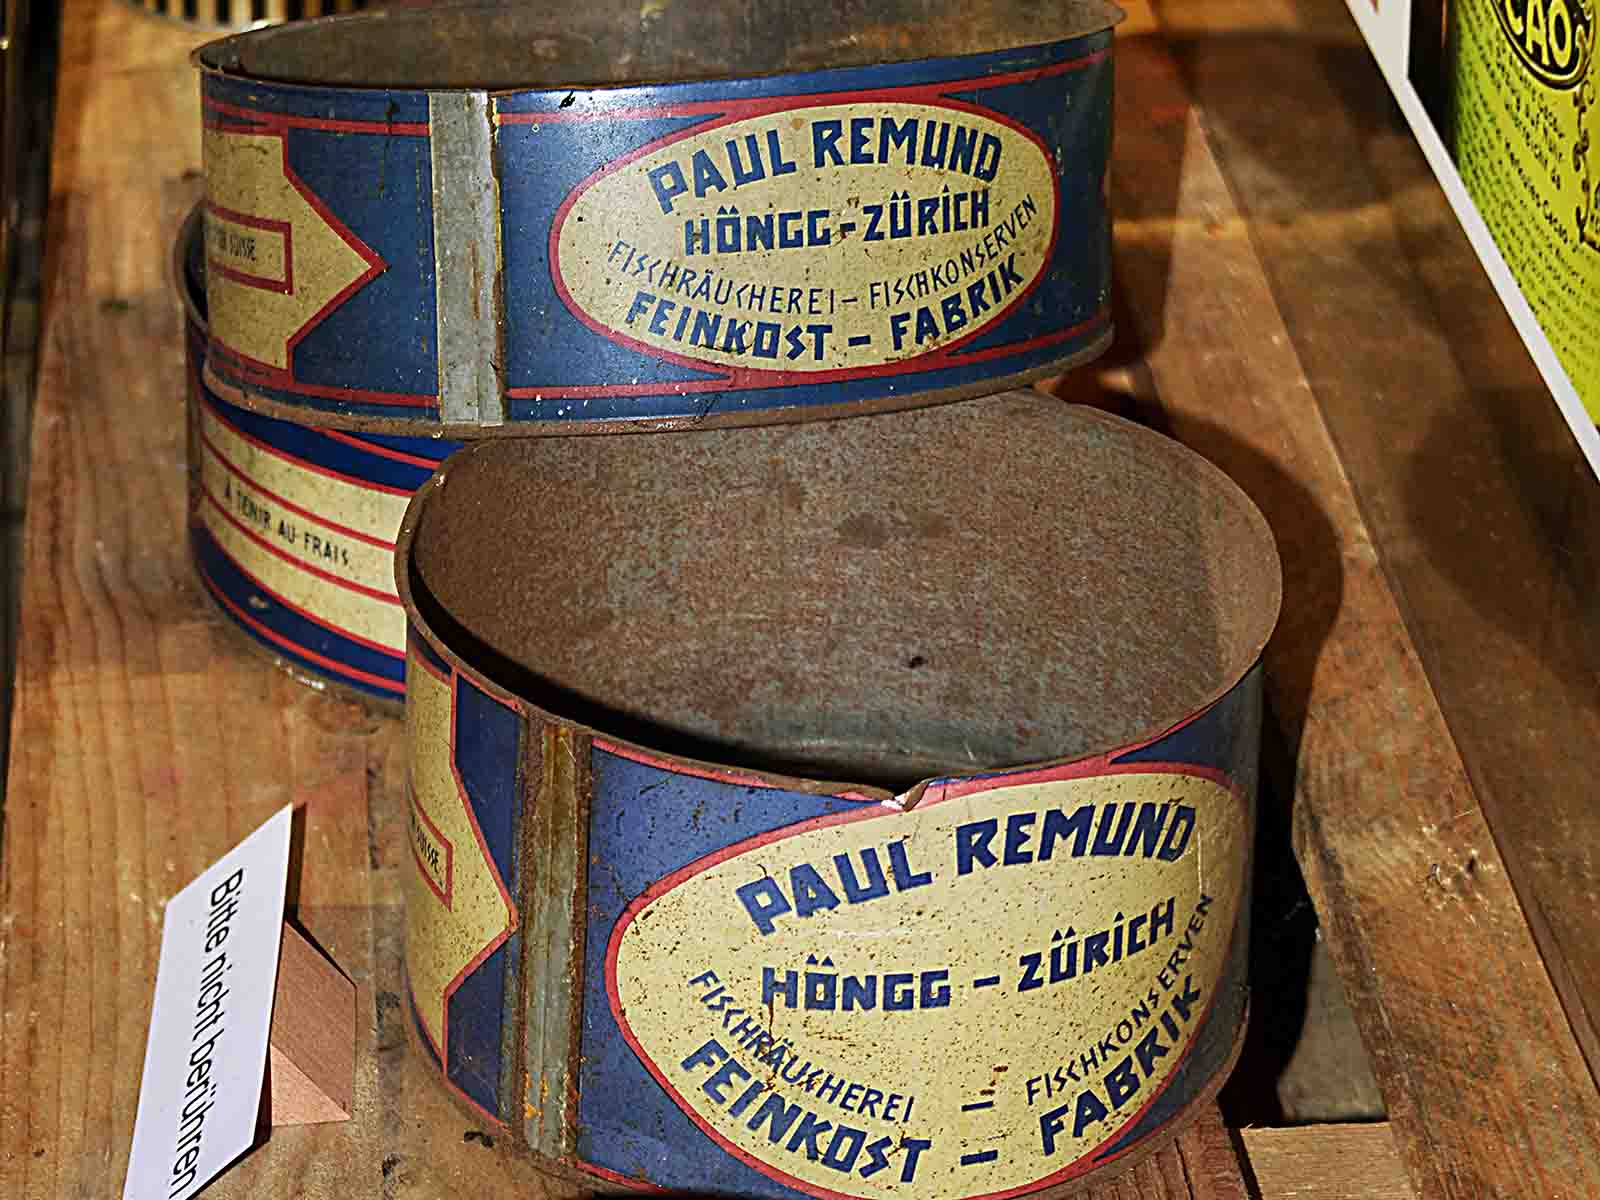 PAUL REMUND
HÖNGG-ZÜRICH
FISCHRÄUCHEREI - FISCHKONSERVEN
FEINKOST - FABRIK
SUISSE
A TENIR AU FRAIS
PAUL REMUND
HÖNGG - ZÜRICH
FISCHRÄUCHEREI - FISCHKONSERVEN
FEINKOST - FABRIK
Bitte nicht berühren